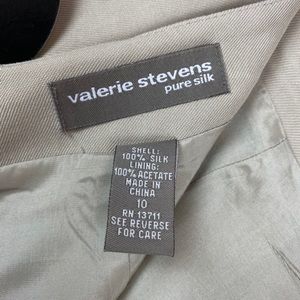 valerie stevens
pure silk
SHELL:
100% SILK
LINING:
100% ACETATE
MADE IN
CHINA
10
RN 13711
SEE REVERSE
FOR CARE